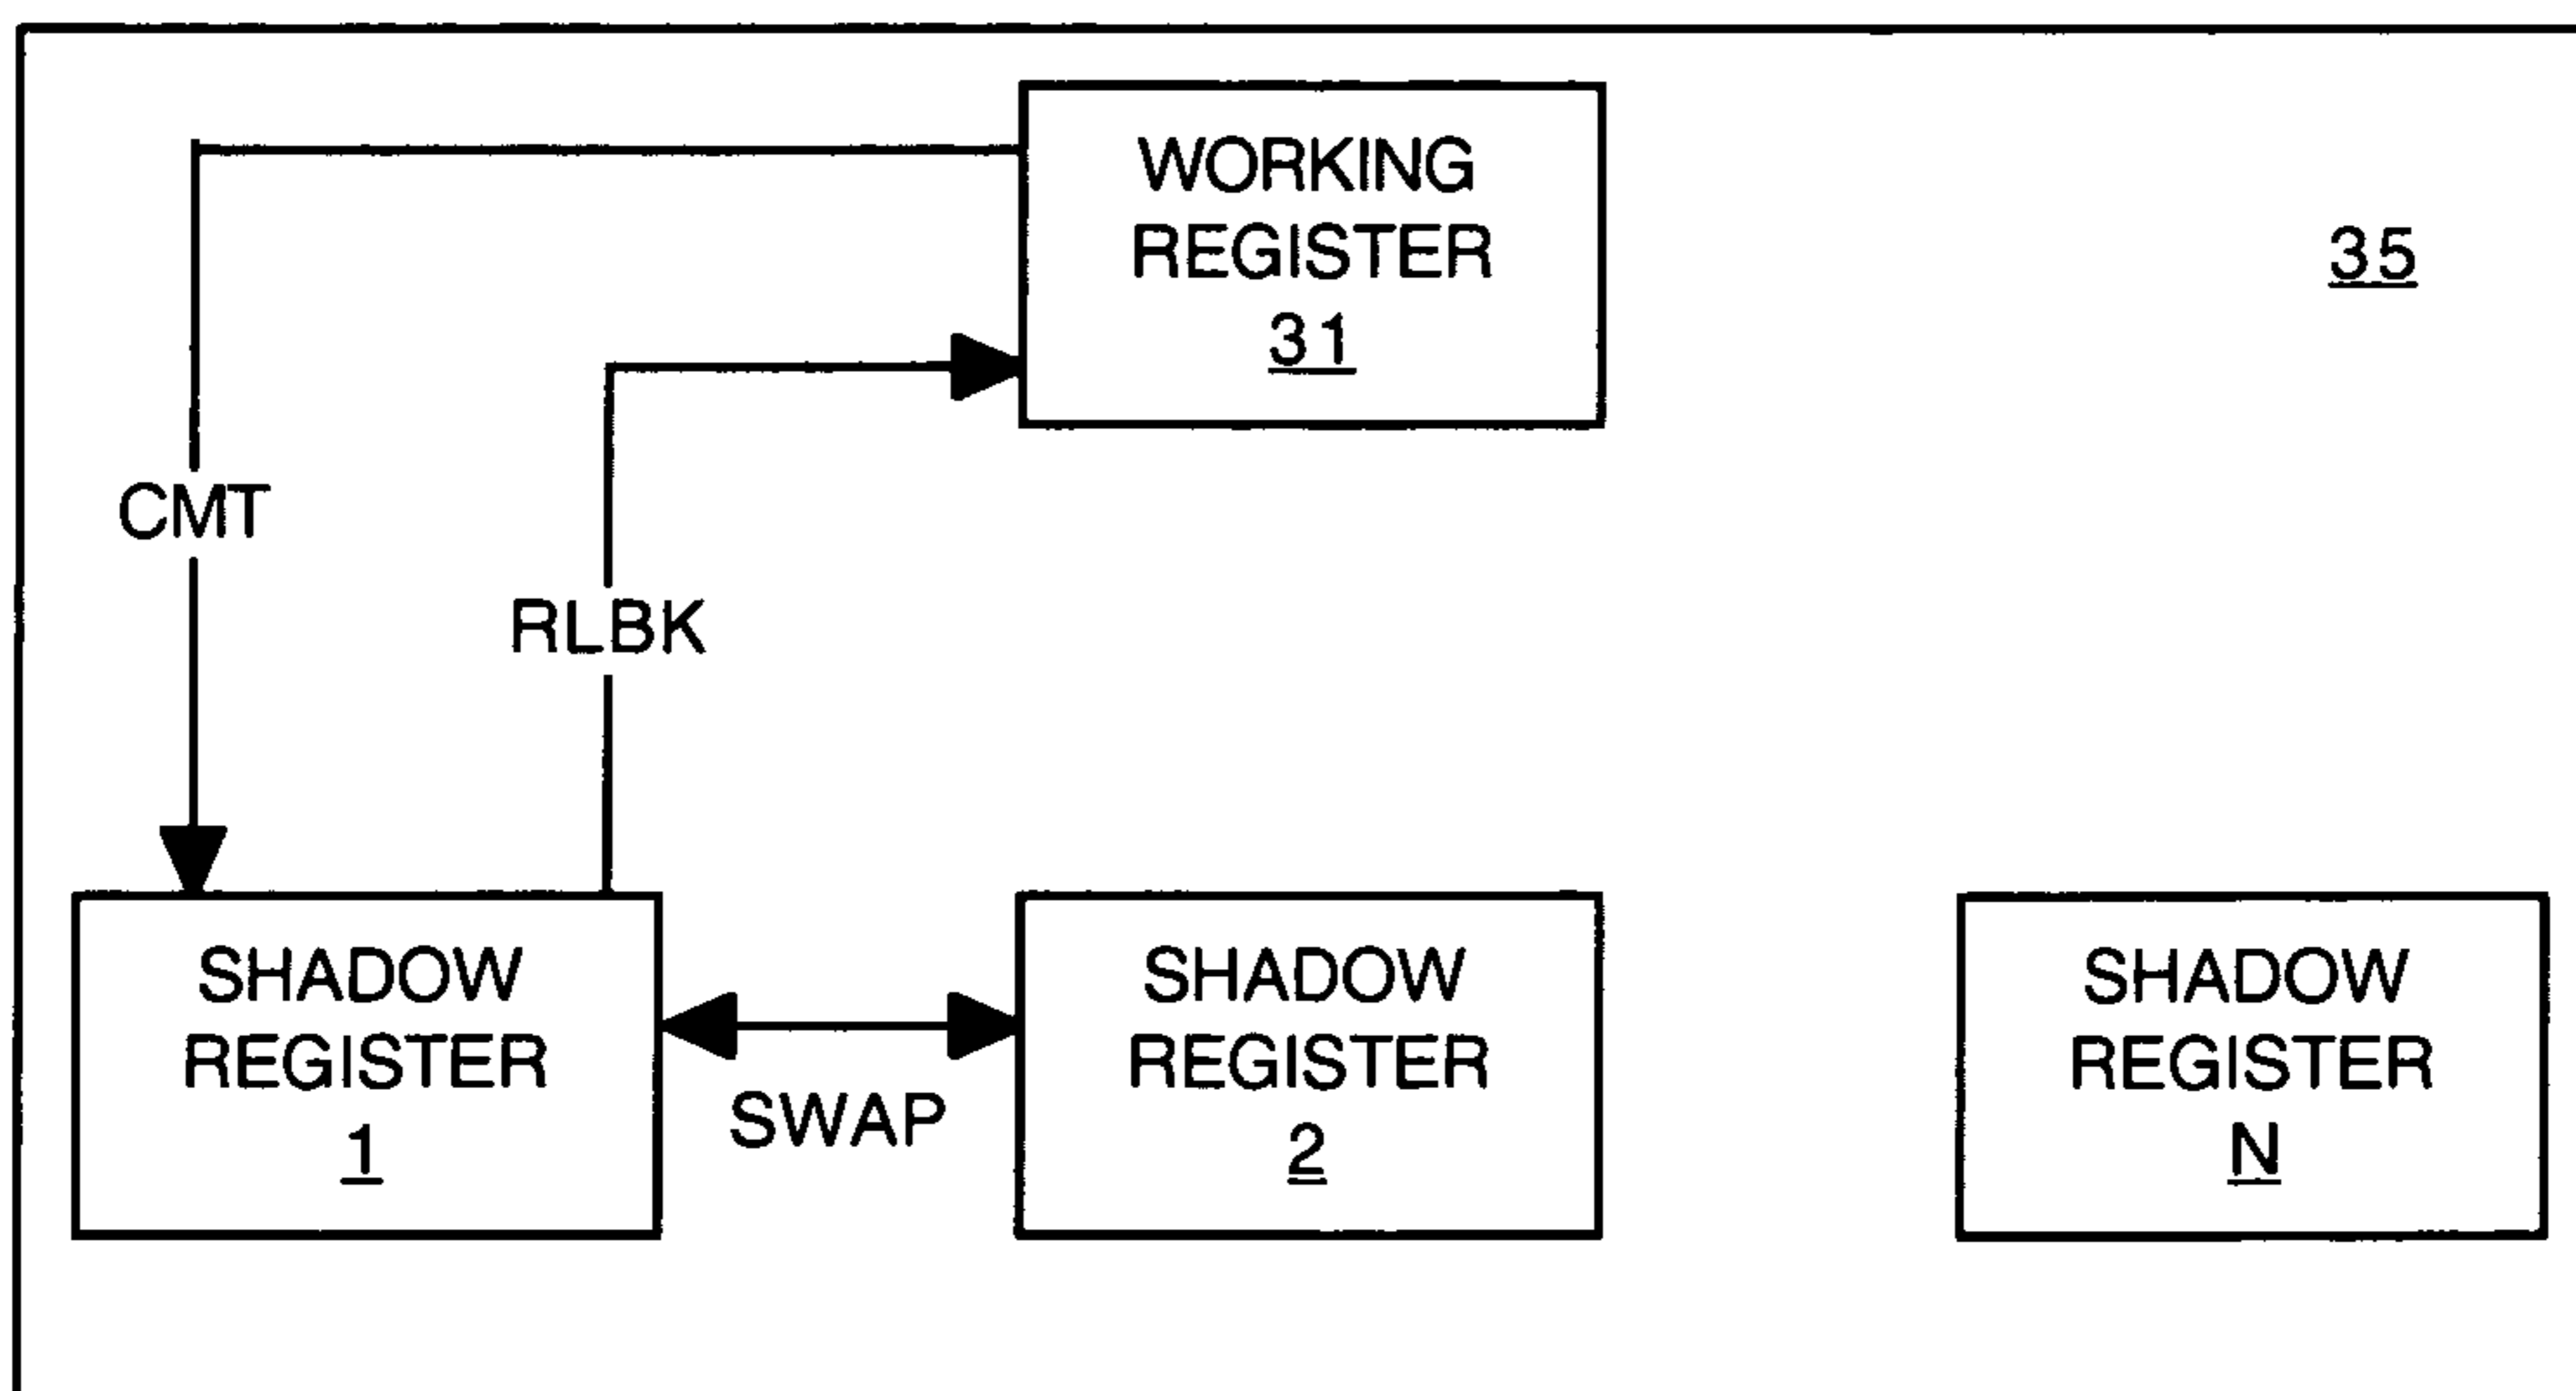 WORKING
REGISTER
31
35
CMT
RLBK
SHADOW
REGISTER
1
SWAP
SHADOW
REGISTER
2
SHADOW
REGISTER
N